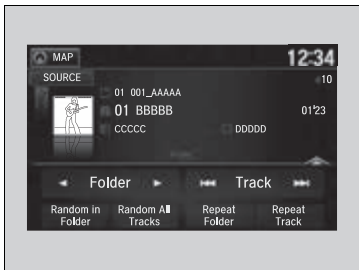 MAP 12:34
SOURCE 10
01 001_AAAAA
01 BBBBB 01'23
CCCCC DDDDD
Folder Track
Random in Folder Random All Tracks Repeat Folder Repeat Track